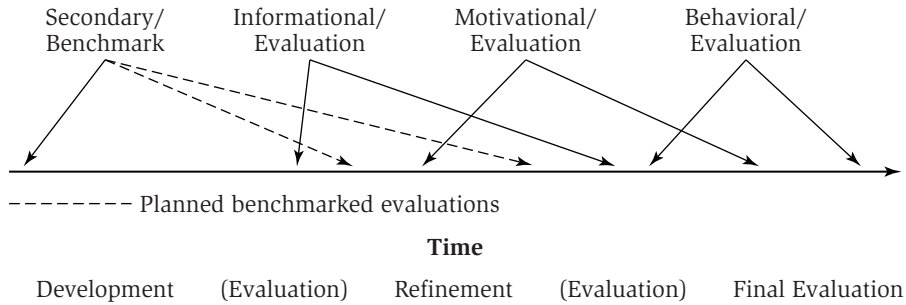 Secondary/ Informational/ Motivational/ Behavioral/
Benchmark Evaluation Evaluation Evaluation
Planned benchmarked evaluations
Time
Development (Evaluation) Refinement (Evaluation) Final Evaluation